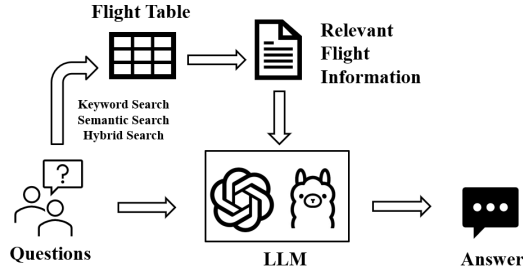 Flight Table
Relevant
Flight
Information
Keyword Search
Semantic Search
Hybrid Search
?
Questions
LLM
Answer